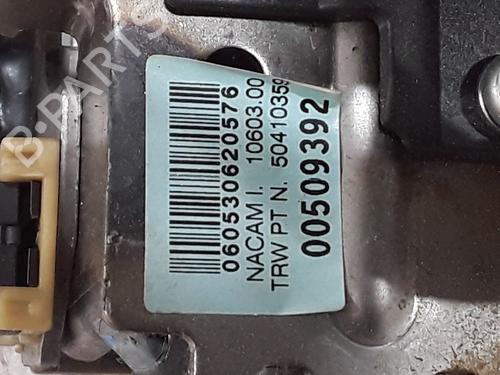 060530620576
NACAM I. 10603.00
TRW PT N. 50410359
00509392
B-PARTS